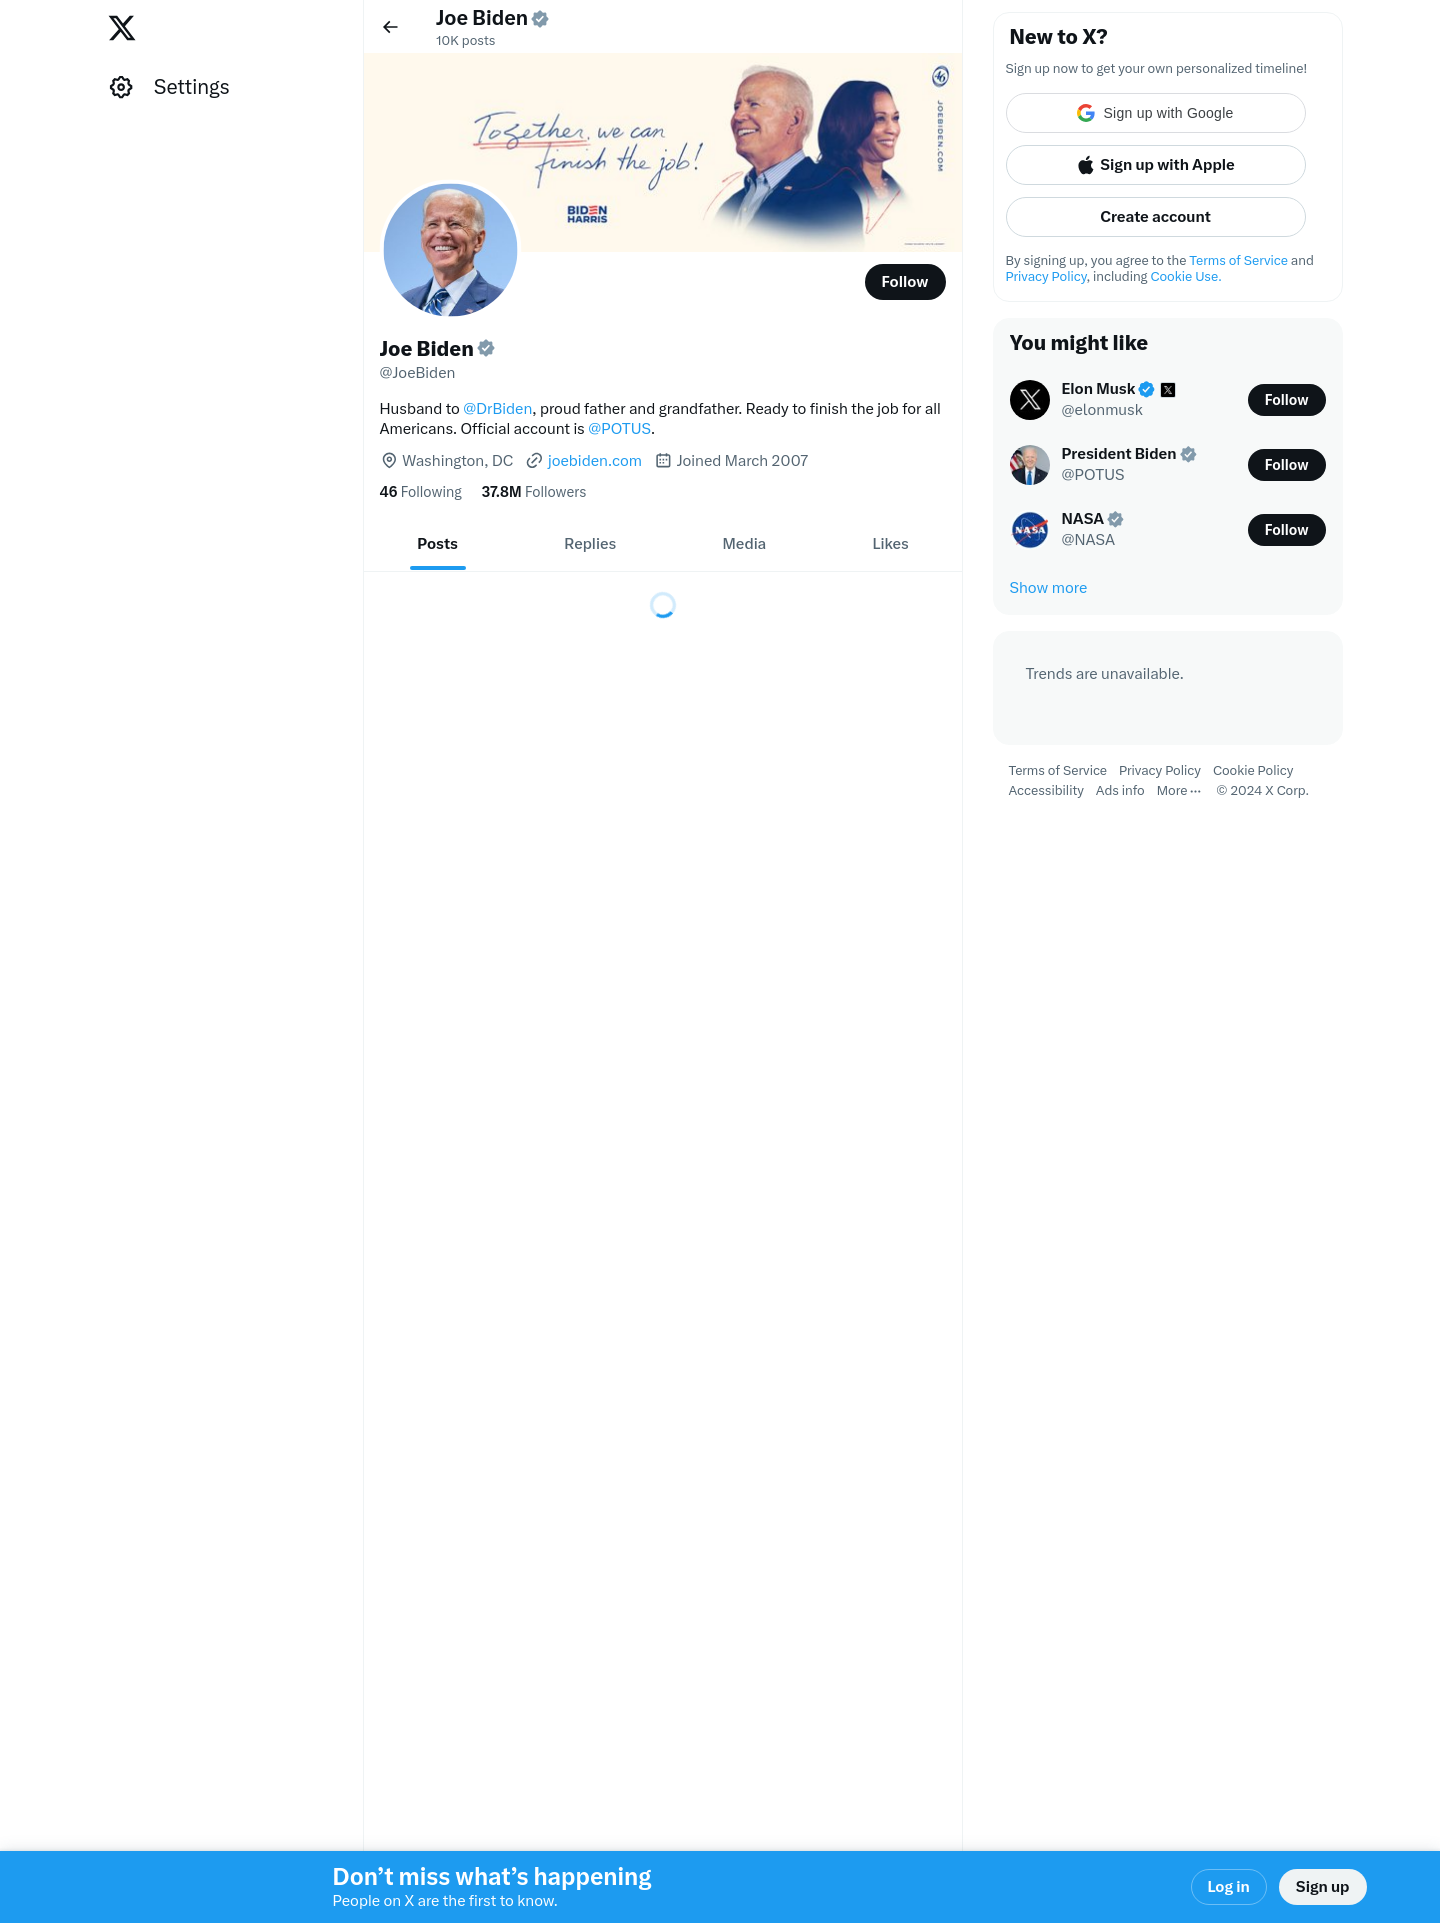 Settings
Joe Biden
10K posts
Together, we can
finish the job!
BIDEN
HARRIS
46
JOEBIDEN.COM
Follow
Joe Biden
@JoeBiden
Husband to @DrBiden, proud father and grandfather. Ready to finish the job for all
Americans. Official account is @POTUS.
Washington, DC joebiden.com Joined March 2007
46 Following 37.8M Followers
Posts Replies Media Likes
New to X?
Sign up now to get your own personalized timeline!
Sign up with Google
Sign up with Apple
Create account
By signing up, you agree to the Terms of Service and
Privacy Policy, including Cookie Use.
You might like
Elon Musk
@elonmusk
Follow
President Biden
@POTUS
Follow
NASA
NASA
@NASA
Follow
Show more
Trends are unavailable.
Terms of Service Privacy Policy Cookie Policy
Accessibility Ads info More ··· © 2024 X Corp.
Don’t miss what’s happening
People on X are the first to know.
Log in
Sign up